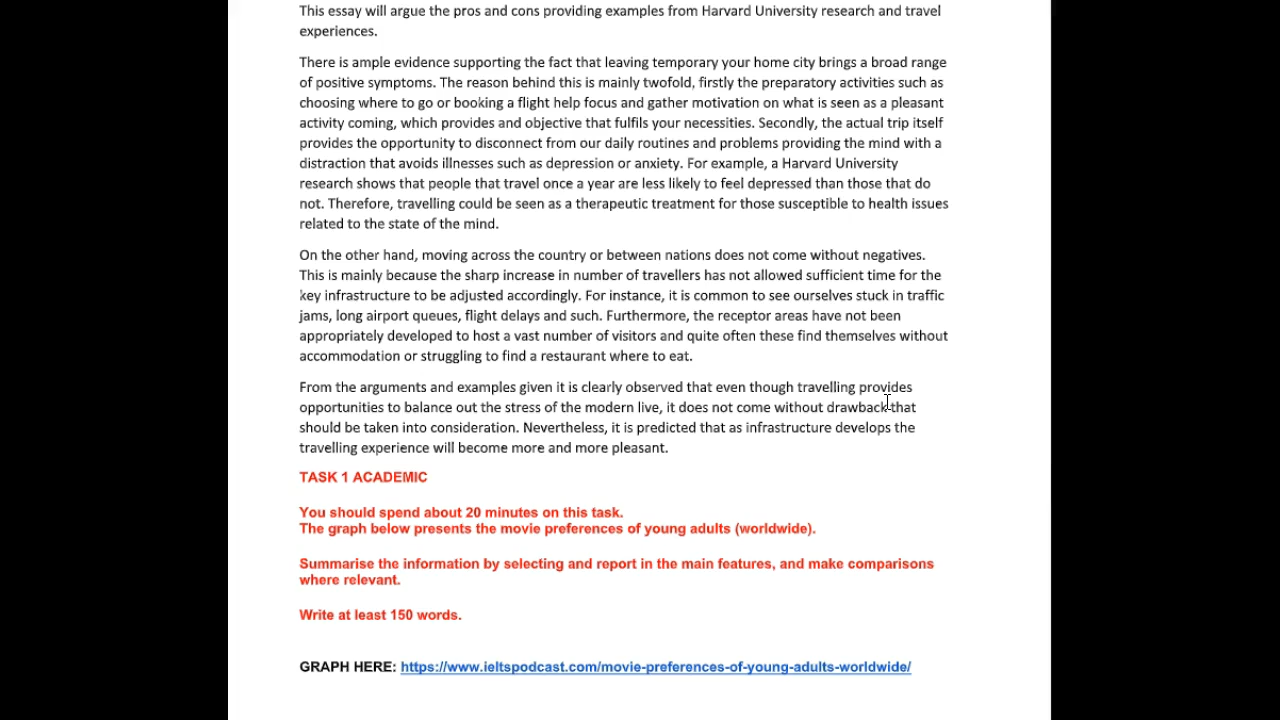 This essay will argue the pros and cons providing examples from Harvard University research and travel
experiences.
There is ample evidence supporting the fact that leaving temporary your home city brings a broad range
of positive symptoms. The reason behind this is mainly twofold, firstly the preparatory activities such as
choosing where to go or booking a flight help focus and gather motivation on what is seen as a pleasant
activity coming, which provides and objective that fulfils your necessities. Secondly, the actual trip itself
provides the opportunity to disconnect from our daily routines and problems providing the mind with a
distraction that avoids illnesses such as depression or anxiety. For example, a Harvard University
research shows that people that travel once a year are less likely to feel depressed than those that do
not. Therefore, travelling could be seen as a therapeutic treatment for those susceptible to health issues
related to the state of the mind.
On the other hand, moving across the country or between nations does not come without negatives.
This is mainly because the sharp increase in number of travellers has not allowed sufficient time for the
key infrastructure to be adjusted accordingly. For instance, it is common to see ourselves stuck in traffic
jams, long airport queues, flight delays and such. Furthermore, the receptor areas have not been
appropriately developed to host a vast number of visitors and quite often these find themselves without
accommodation or struggling to find a restaurant where to eat.
From the arguments and examples given it is clearly observed that even though travelling provides
opportunities to balance out the stress of the modern live, it does not come without drawback that
should be taken into consideration. Nevertheless, it is predicted that as infrastructure develops the
travelling experience will become more and more pleasant.
TASK 1 ACADEMIC
You should spend about 20 minutes on this task.
The graph below presents the movie preferences of young adults (worldwide).
Summarise the information by selecting and report in the main features, and make comparisons
where relevant.
Write at least 150 words.
GRAPH HERE: https://www.ieltspodcast.com/movie-preferences-of-young-adults-worldwide/